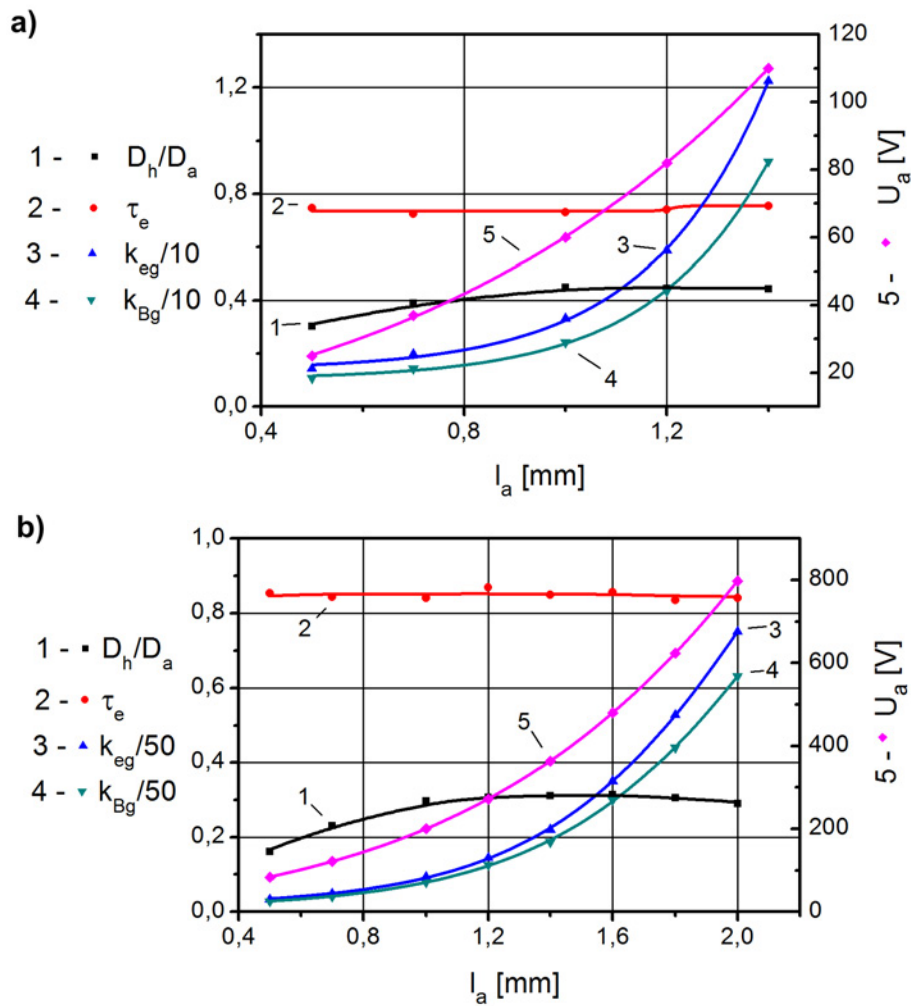 a)
1 - D_h/D_a
2 - τ_e
3 - k_eg/10
4 - k_Bg/10
1,2
0,8
0,4
0,0
0,4 0,8 1,2
l_a [mm]
120
100
80
60
40
20
5 - U_a [V]
1
2
3
4
5
b)
1 - D_h/D_a
2 - τ_e
3 - k_eg/50
4 - k_Bg/50
1,0
0,8
0,6
0,4
0,2
0,0
0,4 0,8 1,2 1,6 2,0
l_a [mm]
800
600
400
200
0
5 - U_a [V]
1
2
3
4
5